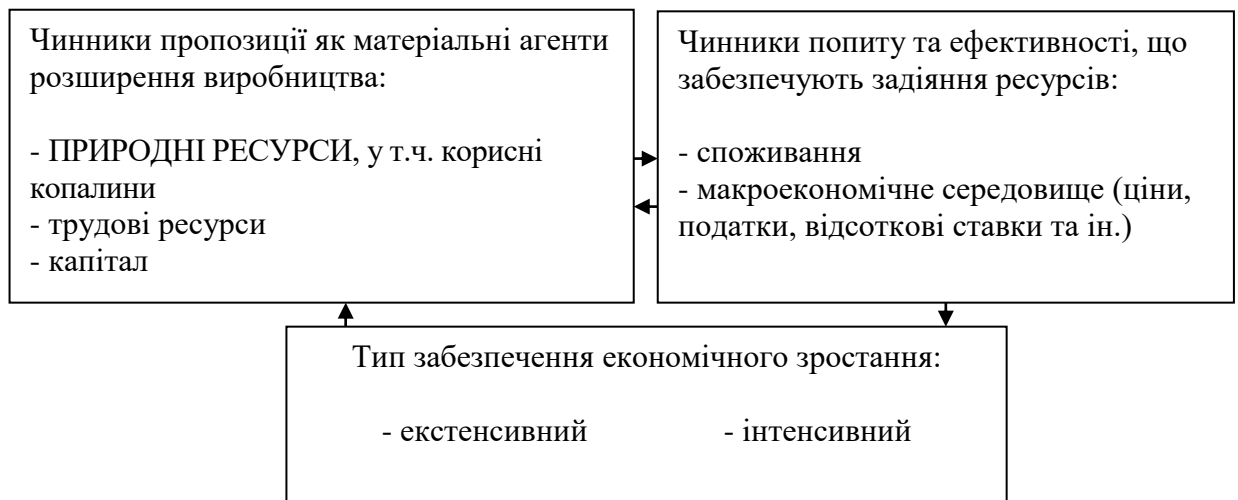 Чинники пропозиції як матеріальні агенти
розширення виробництва:
- ПРИРОДНІ РЕСУРСИ, у т.ч. корисні
копалини
- трудові ресурси
- капітал
Чинники попиту та ефективності, що
забезпечують задіяння ресурсів:
- споживання
- макроекономічне середовище (ціни,
податки, відсоткові ставки та ін.)
Тип забезпечення економічного зростання:
- екстенсивний - інтенсивний